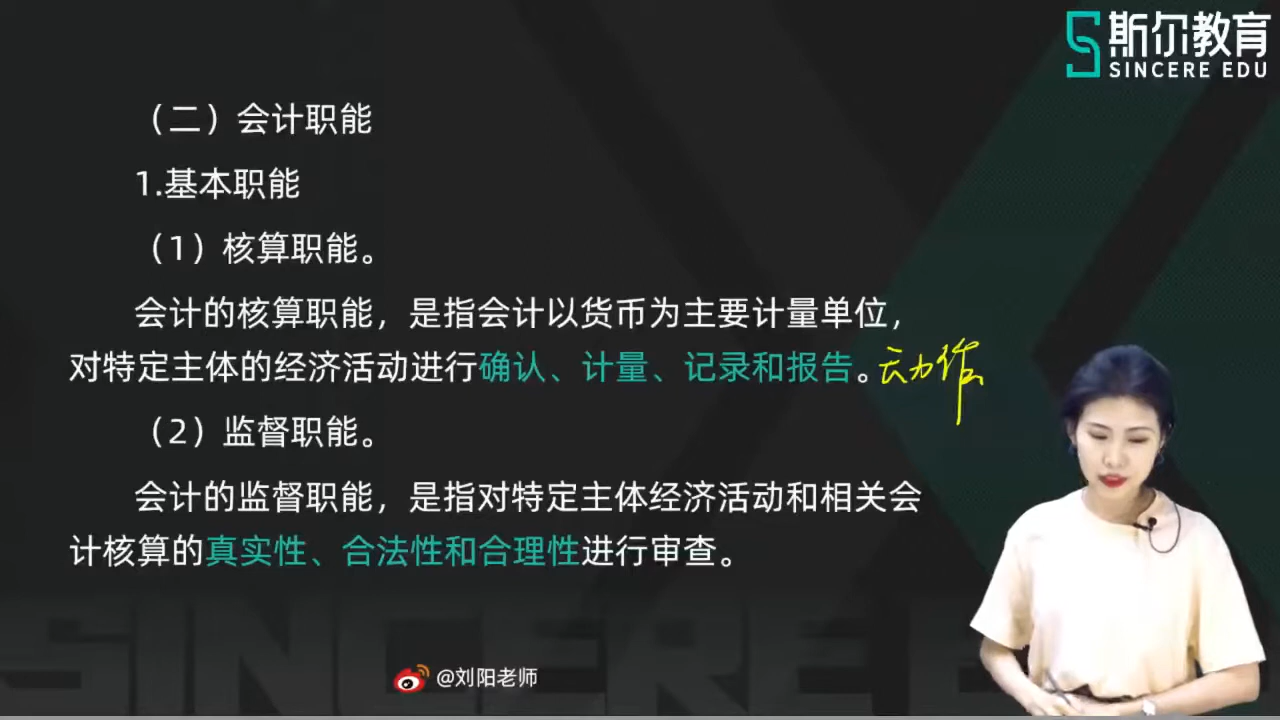 斯尔教育
SINCERE EDU
（二）会计职能
1.基本职能
（1）核算职能。
会计的核算职能，是指会计以货币为主要计量单位，
对特定主体的经济活动进行确认、计量、记录和报告。动作
（2）监督职能。
会计的监督职能，是指对特定主体经济活动和相关会
计核算的真实性、合法性和合理性进行审查。
SINCERE E
@刘阳老师